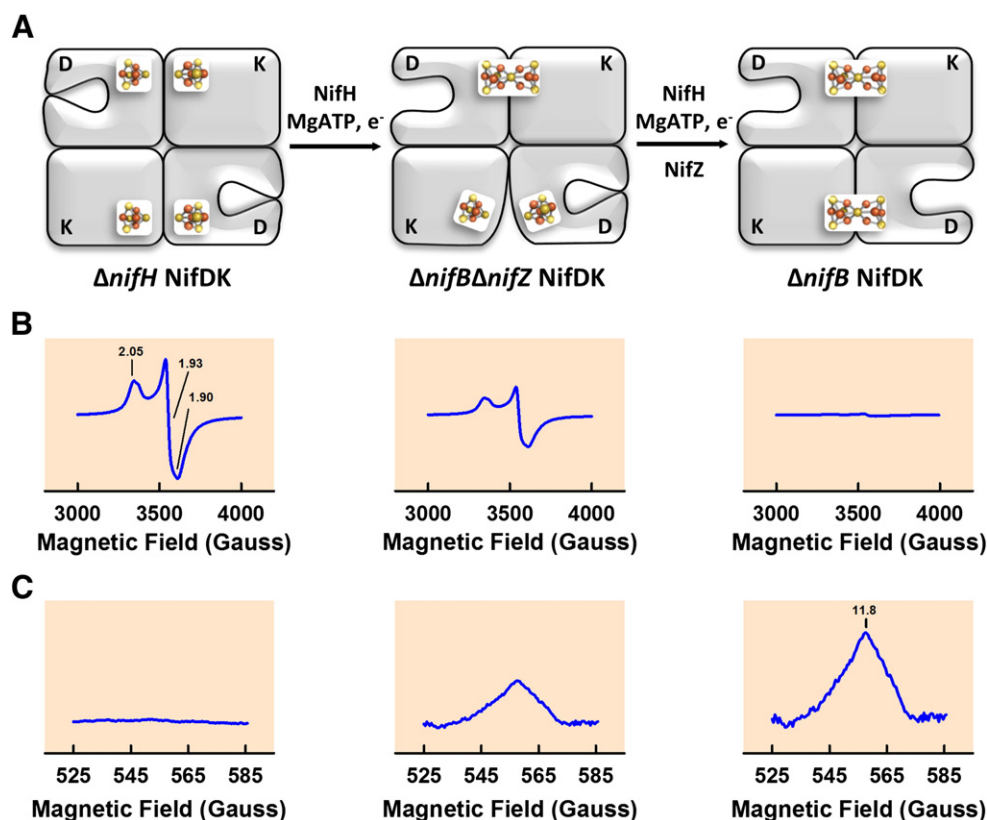 A
D K
K D
NifH
MgATP, e-
D K
K D
NifH
MgATP, e-
NifZ
D K
K D
ΔnifH NifDK
ΔnifBΔnifZ NifDK
ΔnifB NifDK
B
2.05
1.93
1.90
3000 3500 4000
Magnetic Field (Gauss)
3000 3500 4000
Magnetic Field (Gauss)
3000 3500 4000
Magnetic Field (Gauss)
C
11.8
525 545 565 585
Magnetic Field (Gauss)
525 545 565 585
Magnetic Field (Gauss)
525 545 565 585
Magnetic Field (Gauss)